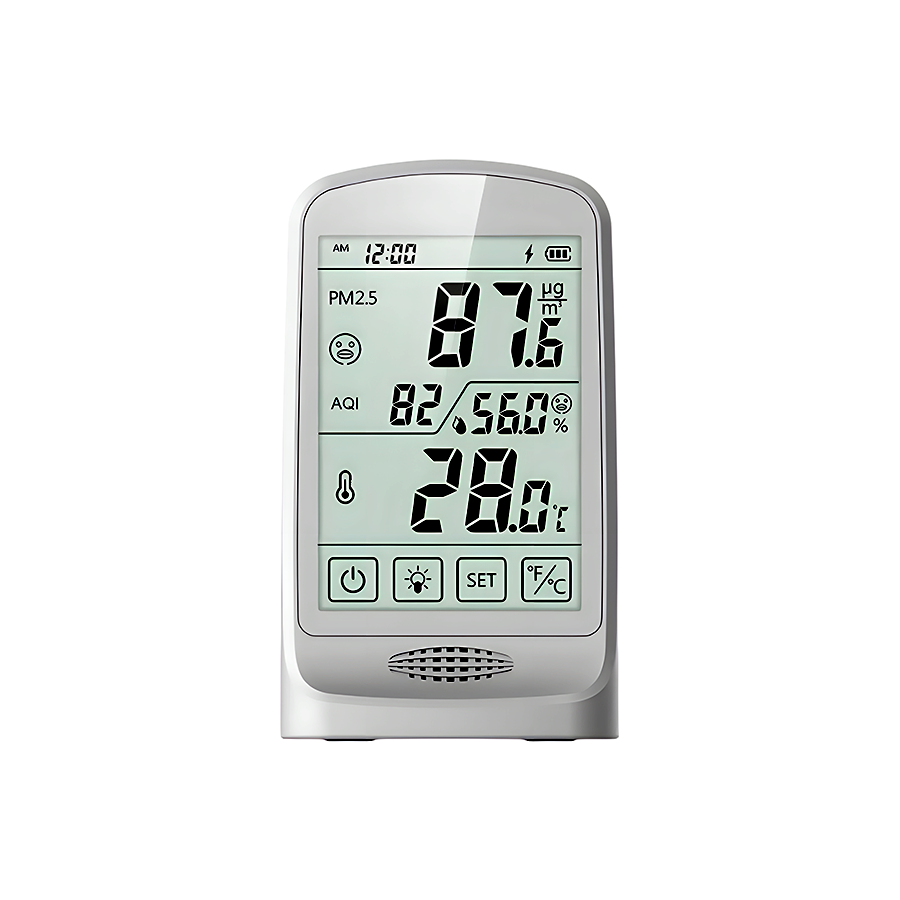 AM 12:00
PM2.5 87.6 µg/m³
AQI 82 56.0 %
28.0 °C
SET °F/°C